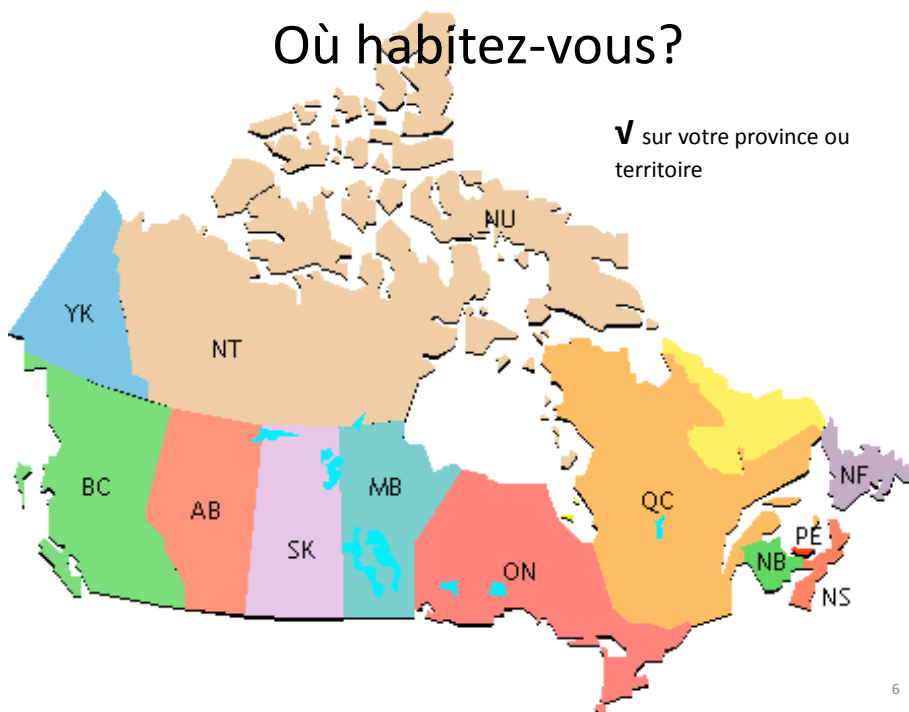 Où habitez-vous?
√ sur votre province ou
territoire
NU
YK
NT
BC
AB
SK
MB
ON
QC
NF
PE
NB
NS
6